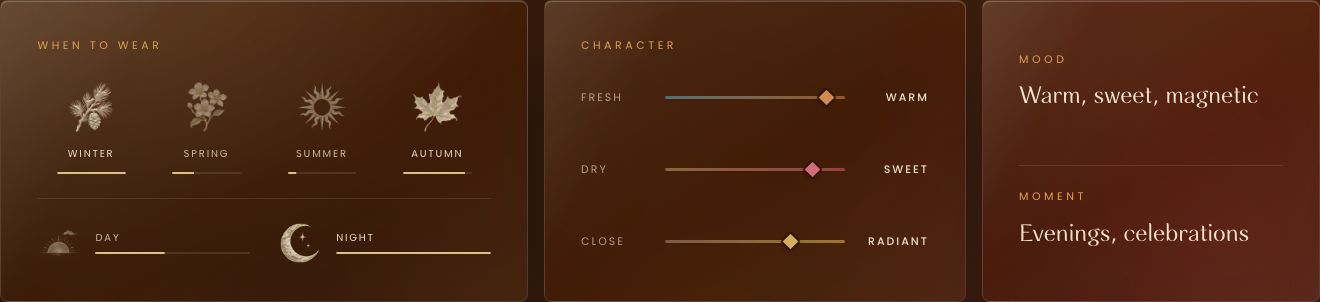 WHEN TO WEAR
WINTER
SPRING
SUMMER
AUTUMN
DAY
NIGHT
CHARACTER
FRESH
WARM
DRY
SWEET
CLOSE
RADIANT
MOOD
Warm, sweet, magnetic
MOMENT
Evenings, celebrations